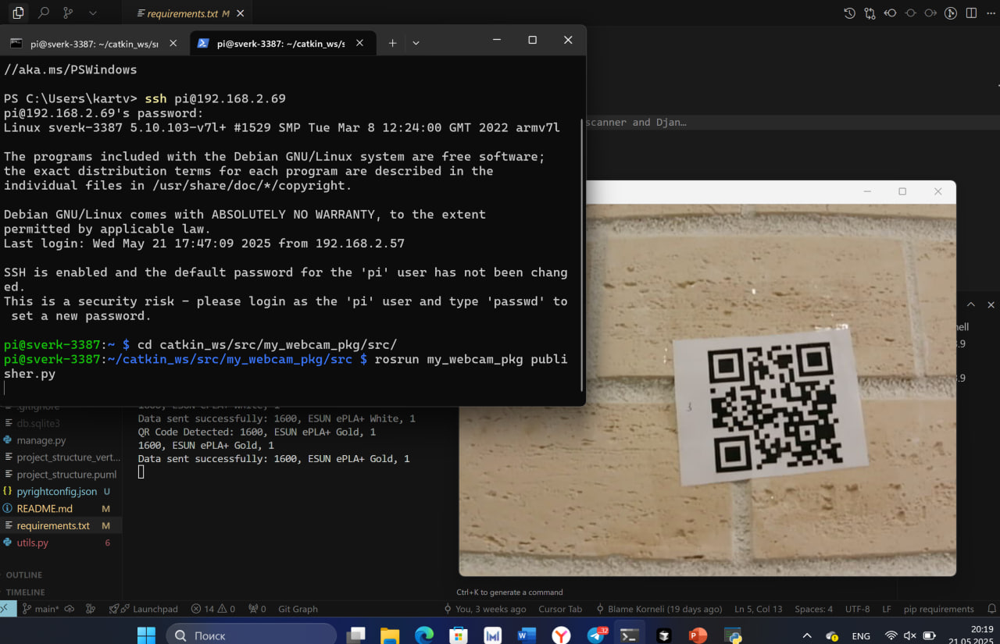 requirements.txt M
pi@sverk-3387: ~/catkin_ws/sr
pi@sverk-3387: ~/catkin_ws/s
//aka.ms/PSWindows
PS C:\Users\kartv> ssh pi@192.168.2.69
pi@192.168.2.69's password:
Linux sverk-3387 5.10.103-v7l+ #1529 SMP Tue Mar 8 12:24:00 GMT 2022 armv7l
The programs included with the Debian GNU/Linux system are free software;
the exact distribution terms for each program are described in the
individual files in /usr/share/doc/*/copyright.
Debian GNU/Linux comes with ABSOLUTELY NO WARRANTY, to the extent
permitted by applicable law.
Last login: Wed May 21 17:47:09 2025 from 192.168.2.57
SSH is enabled and the default password for the 'pi' user has not been chang
ed.
This is a security risk - please login as the 'pi' user and type 'passwd' to
 set a new password.
pi@sverk-3387:~ $ cd catkin_ws/src/my_webcam_pkg/src/
pi@sverk-3387:~/catkin_ws/src/my_webcam_pkg/src $ rosrun my_webcam_pkg publi
sher.py
scanner and Djan…
ell
3.9
3.9
3
.gitignore
db.sqlite3
manage.py
project_structure_vert...
project_structure.puml
pyrightconfig.json U
README.md M
requirements.txt M
utils.py 6
OUTLINE
TIMELINE
1600, ESUN ePLA+ White, 1
Data sent successfully: 1600, ESUN ePLA+ White, 1
QR Code Detected: 1600, ESUN ePLA+ Gold, 1
1600, ESUN ePLA+ Gold, 1
Data sent successfully: 1600, ESUN ePLA+ Gold, 1
Ctrl+K to generate a command
main* Launchpad 14 0 0 Git Graph You, 3 weeks ago Cursor Tab Blame Korneli (19 days ago) Ln 5, Col 13 Spaces: 4 UTF-8 LF pip requirements
Поиск
32
ENG
20:19
21.05.2025